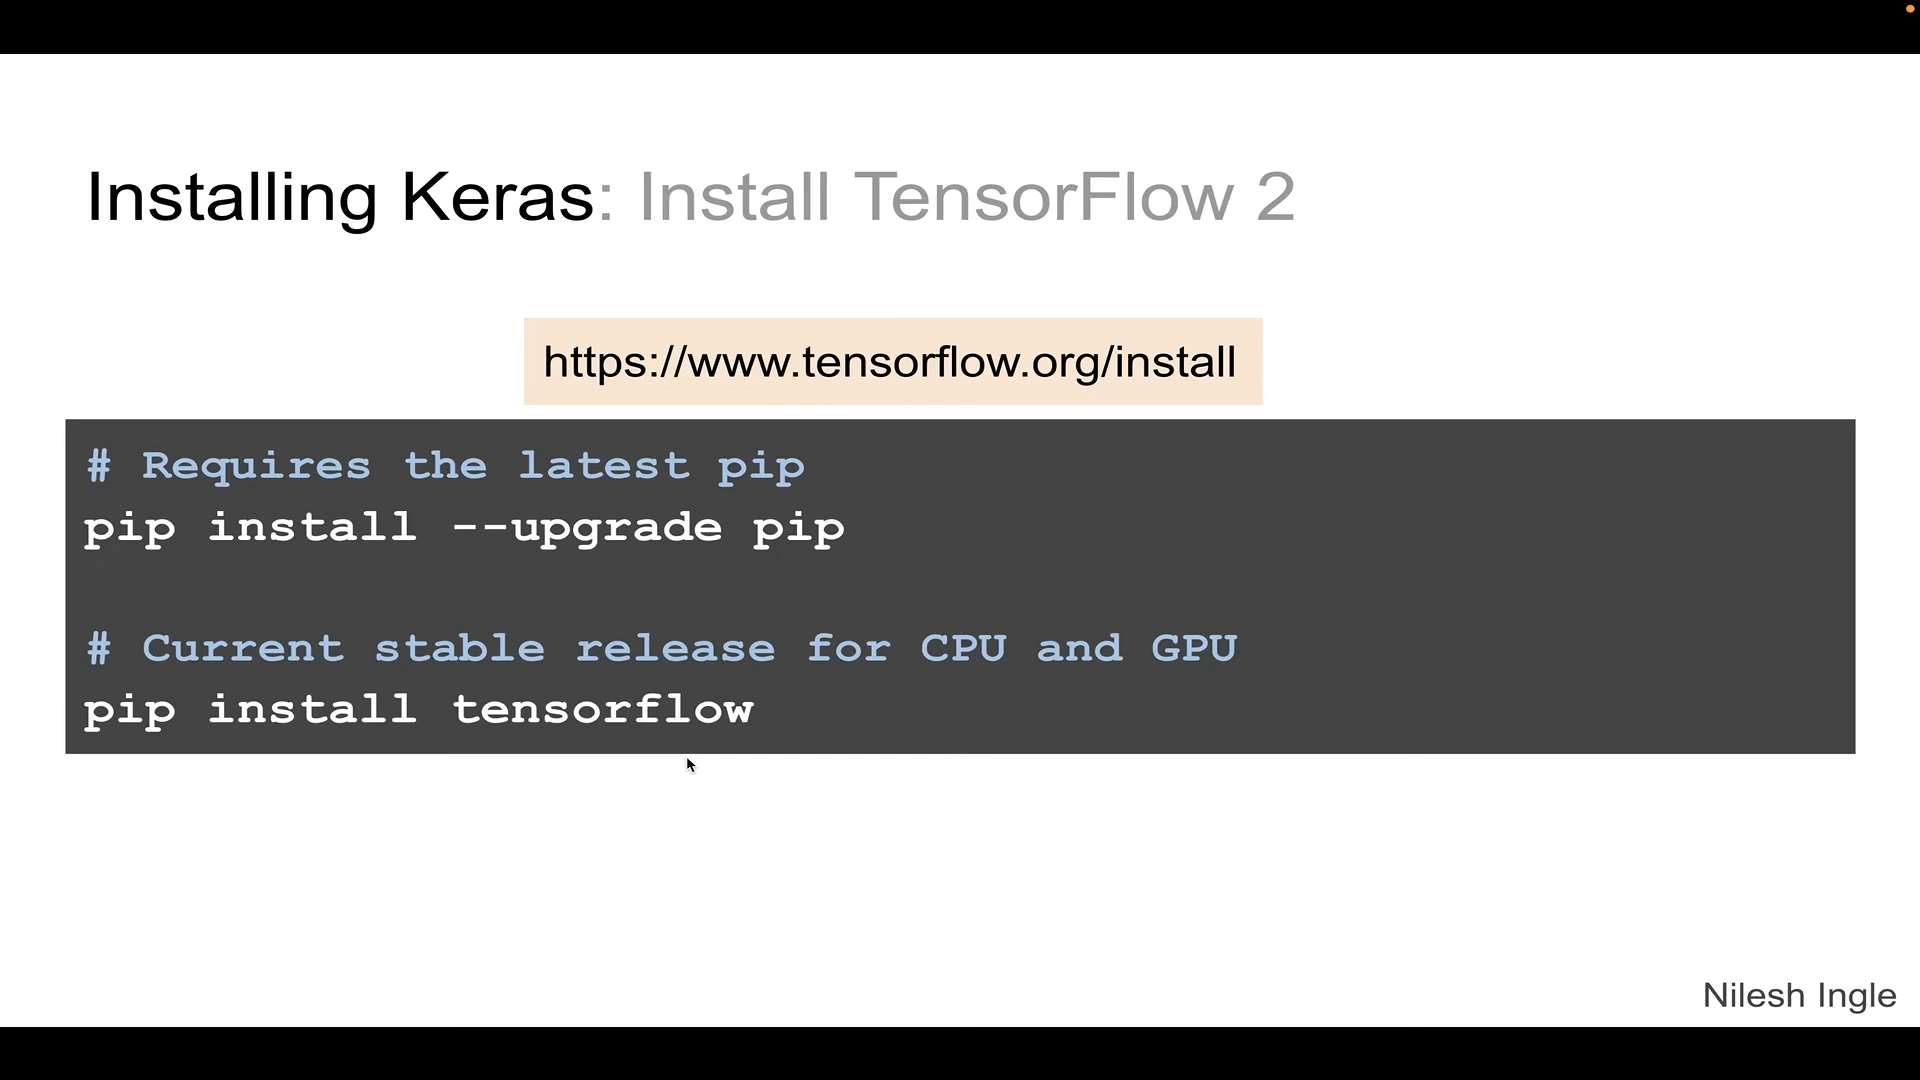 Installing Keras: Install TensorFlow 2
https://www.tensorflow.org/install
# Requires the latest pip
pip install --upgrade pip
# Current stable release for CPU and GPU
pip install tensorflow
Nilesh Ingle